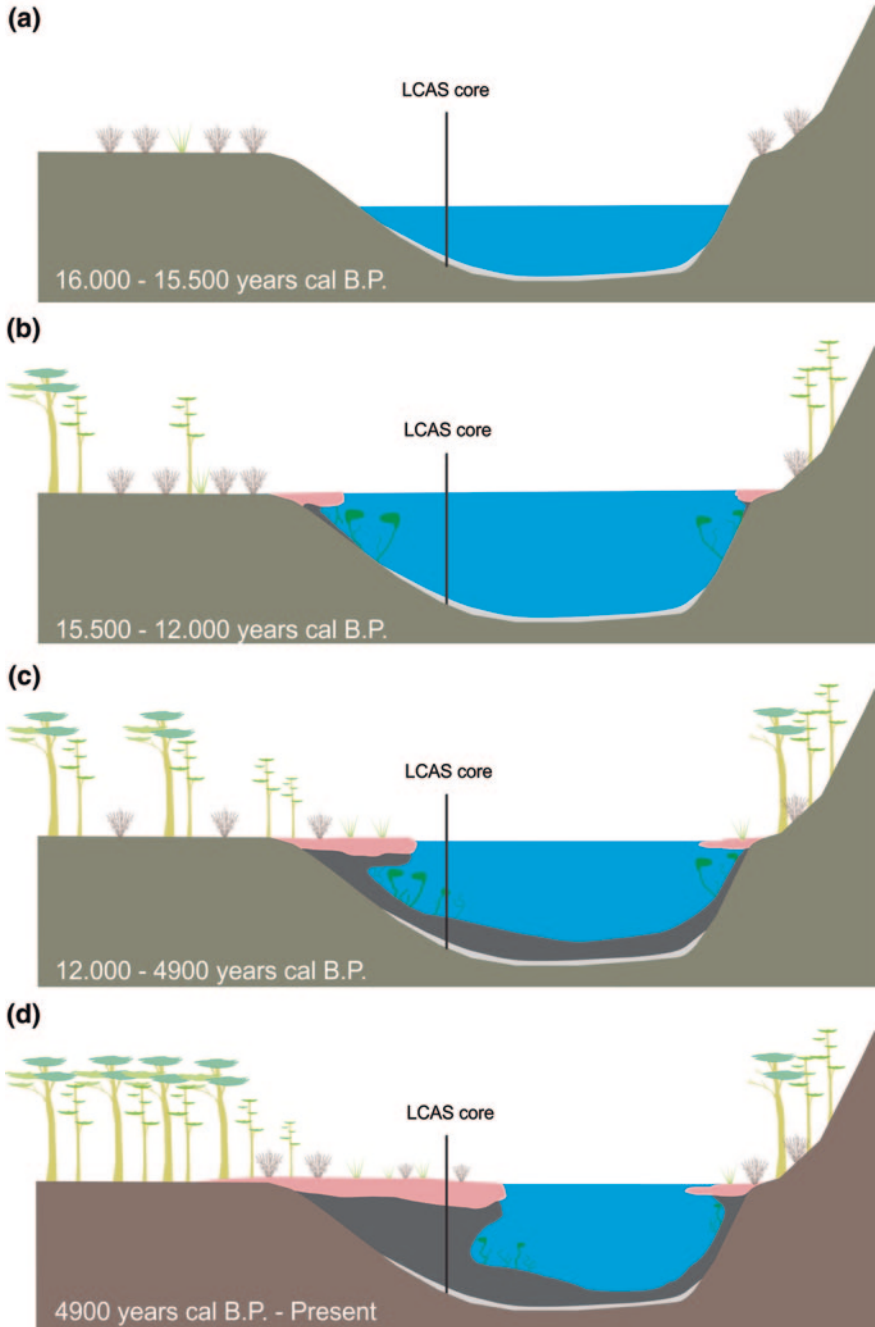 (a)
LCAS core
16.000 - 15.500 years cal B.P.
(b)
LCAS core
15.500 - 12.000 years cal B.P.
(c)
LCAS core
12.000 - 4900 years cal B.P.
(d)
LCAS core
4900 years cal B.P. - Present